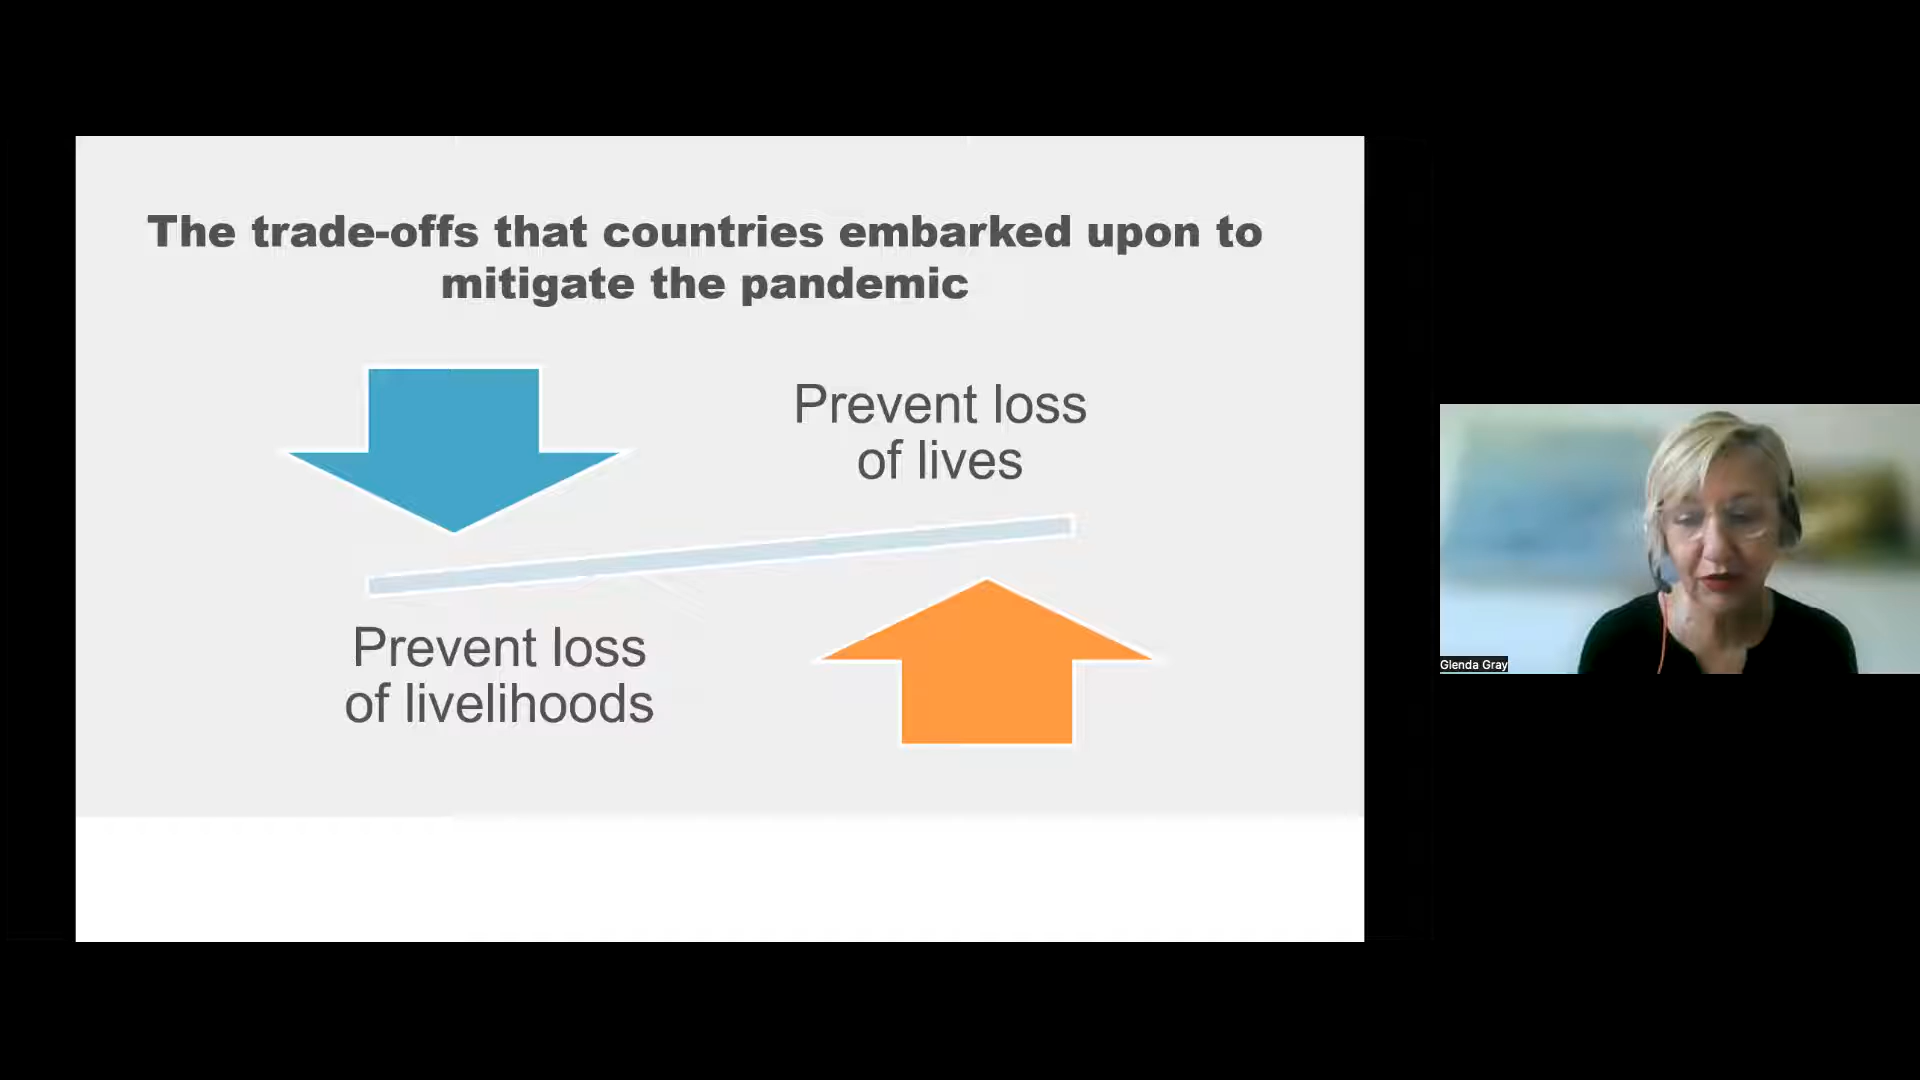 The trade-offs that countries embarked upon to
mitigate the pandemic
Prevent loss
of lives
Prevent loss
of livelihoods
Glenda Gray